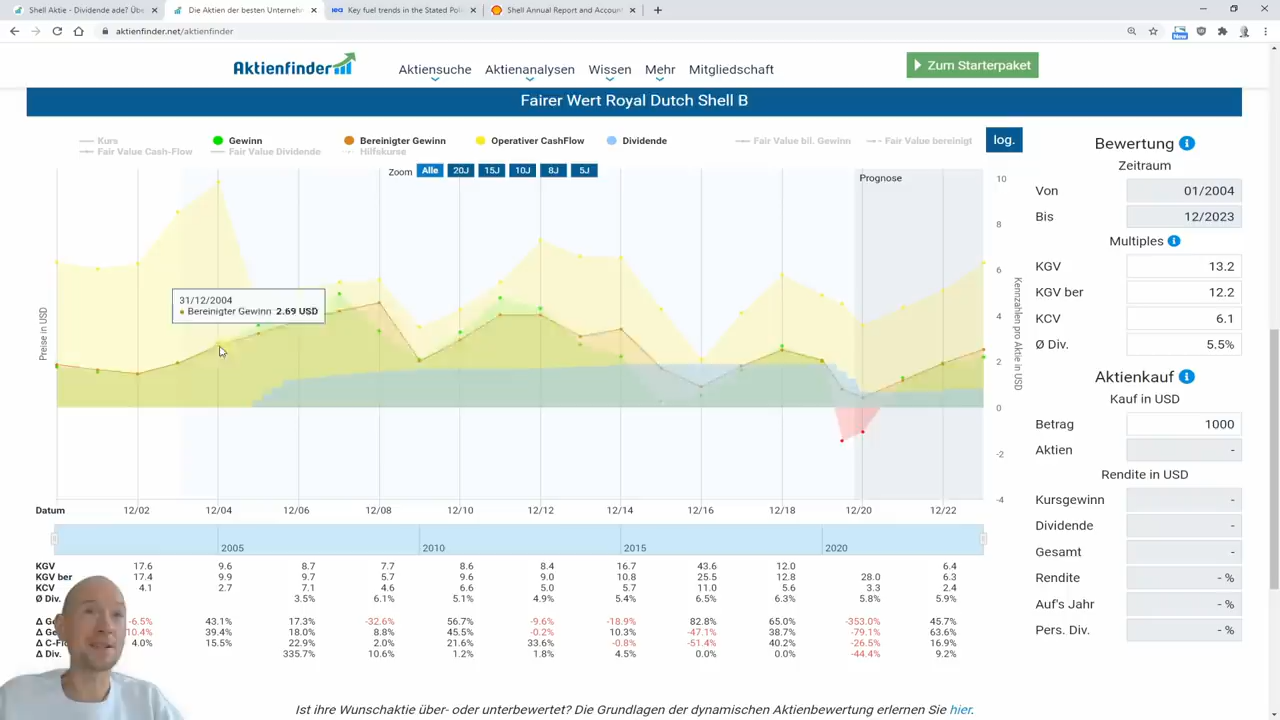 Shell Aktie - Dividende ade? Übe
Die Aktien der besten Unternehm
Key fuel trends in the Stated Poli
Shell Annual Report and Account
aktienfinder.net/aktienfinder
New
Aktienfinder
Aktiensuche Aktienanalysen Wissen Mehr Mitgliedschaft
Zum Starterpaket
Fairer Wert Royal Dutch Shell B
Kurs Gewinn Bereinigter Gewinn Operativer CashFlow Dividende Fair Value bil. Gewinn Fair Value bereinigt
Fair Value Cash-Flow Fair Value Dividende Hilfskurse
log.
Zoom Alle 20J 15J 10J 8J 5J
Prognose
10
8
6
4
2
0
-2
-4
Preise in USD
Kennzahlen pro Aktie in USD
31/12/2004
Bereinigter Gewinn 2.69 USD
Datum 12/02 12/04 12/06 12/08 12/10 12/12 12/14 12/16 12/18 12/20 12/22
2005 2010 2015 2020
KGV 17.6 9.6 8.7 7.7 8.6 8.4 16.7 43.6 12.0 6.4
KGV ber 17.4 9.9 9.7 5.7 9.6 9.0 10.8 25.5 12.8 28.0 6.3
KCV 4.1 2.7 7.1 4.6 6.6 5.0 5.7 11.0 5.6 3.3 2.4
Ø Div. 3.5% 6.1% 5.1% 4.9% 5.4% 6.5% 6.3% 5.8% 5.9%
Δ Ge -6.5% 43.1% 17.3% -32.6% 56.7% -9.6% -18.9% 82.8% 65.0% -353.0% 45.7%
Δ Ge 10.4% 39.4% 18.0% 8.8% 45.5% -0.2% 10.3% -47.1% 38.7% -79.1% 63.6%
Δ C-Flo 4.0% 15.5% 22.9% 2.0% 21.6% 33.6% -0.8% -51.4% 40.2% -26.5% 16.9%
Δ Div. 335.7% 10.6% 1.2% 1.8% 4.5% 0.0% 0.0% -44.4% 9.2%
Bewertung
Zeitraum
Von 01/2004
Bis 12/2023
Multiples
KGV 13.2
KGV ber 12.2
KCV 6.1
Ø Div. 5.5%
Aktienkauf
Kauf in USD
Betrag 1000
Aktien -
Rendite in USD
Kursgewinn -
Dividende -
Gesamt -
Rendite - %
Auf's Jahr - %
Pers. Div. - %
Ist ihre Wunschaktie über- oder unterbewertet? Die Grundlagen der dynamischen Aktienbewertung erlernen Sie hier.